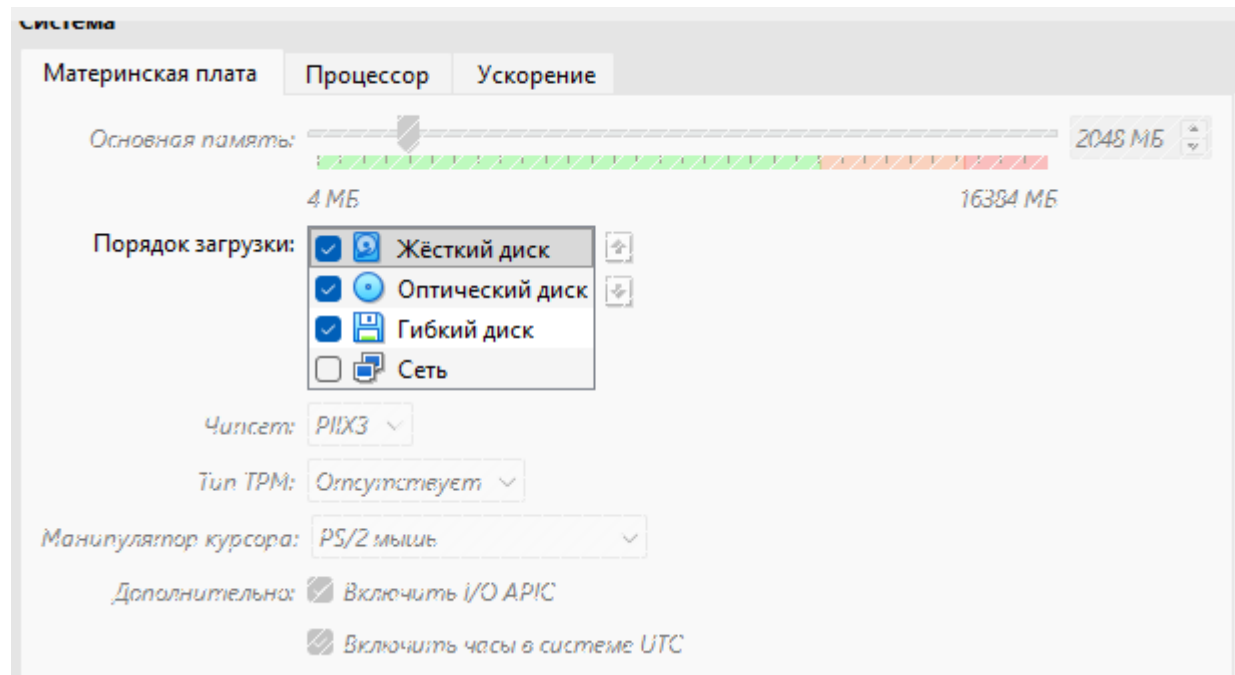 Система
Материнская плата Процессор Ускорение
Основная память: 2048 МБ
4 МБ 16384 МБ
Порядок загрузки: Жёсткий диск
Оптический диск
Гибкий диск
Сеть
Чипсет: PIIX3
Тип TPM: Отсутствует
Манипулятор курсора: PS/2 мышь
Дополнительно: Включить I/O APIC
Включить часы в системе UTC